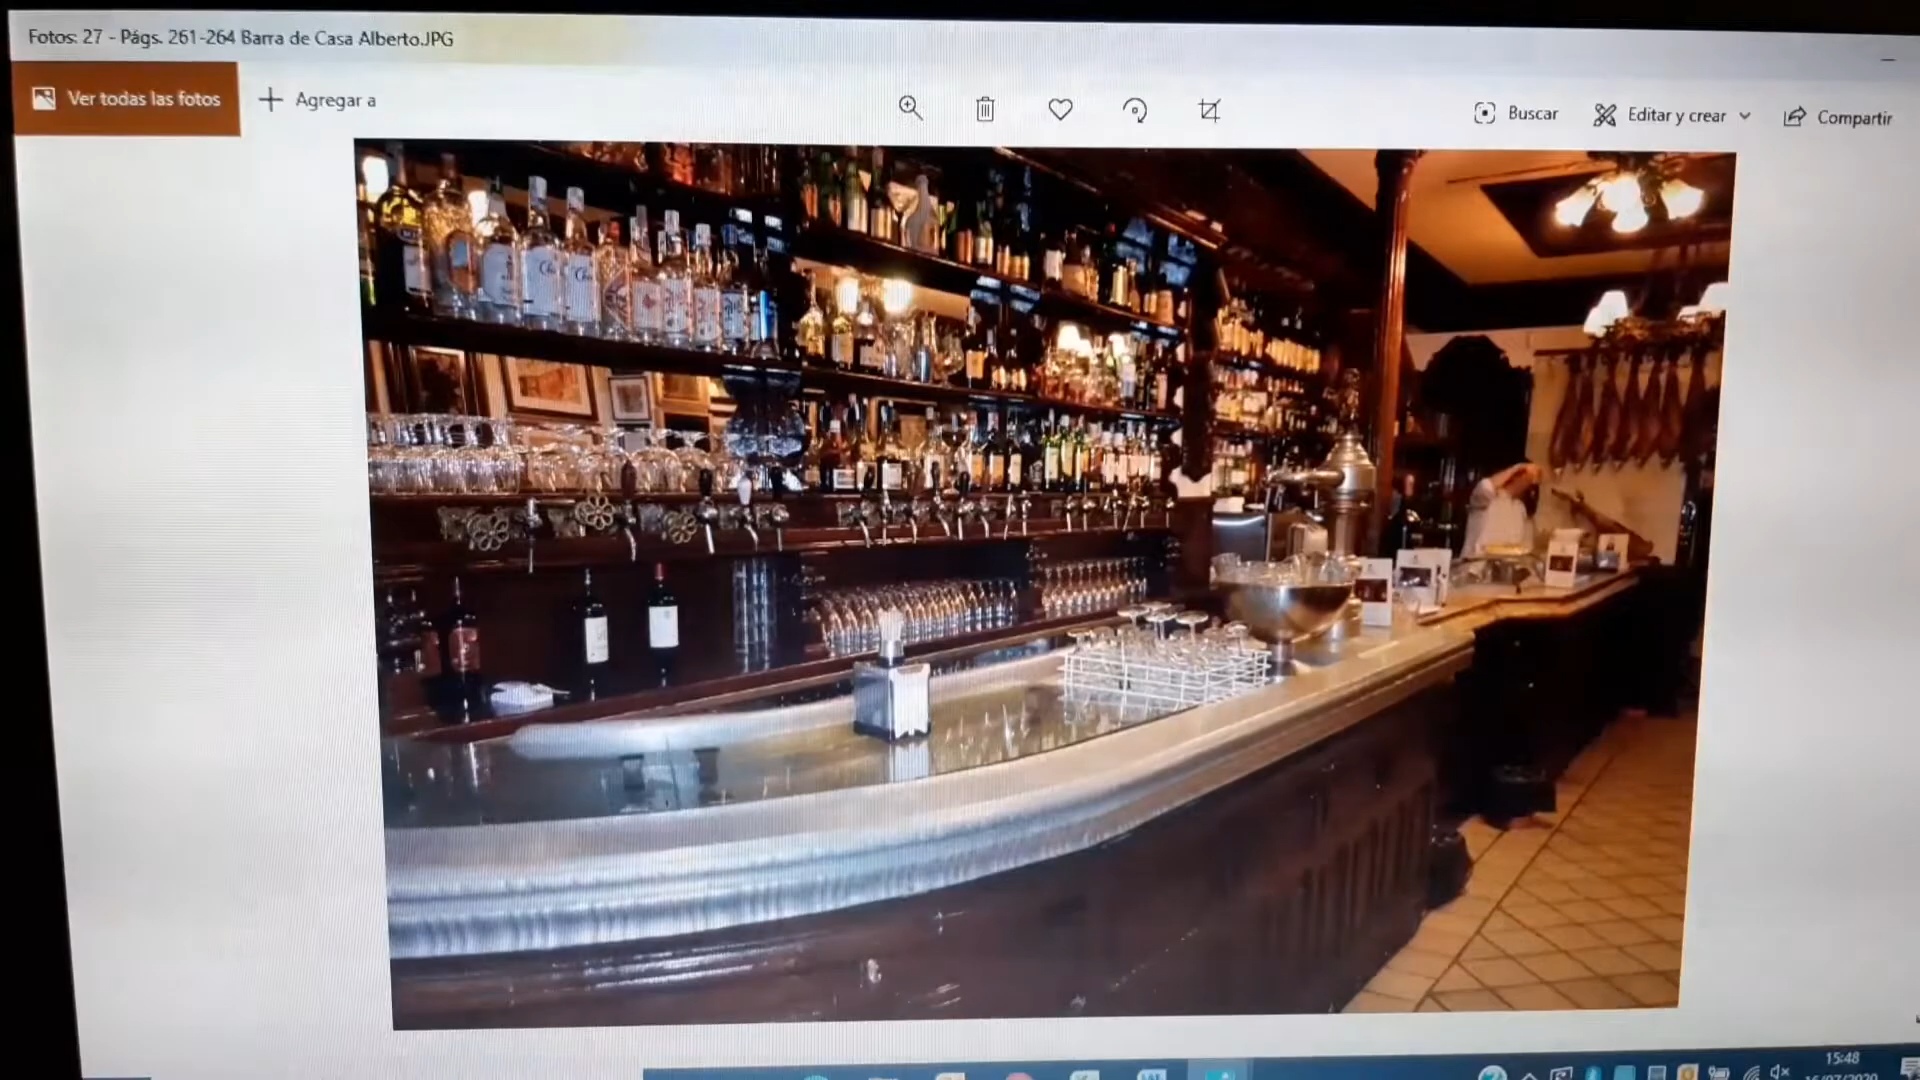 Fotos: 27 - Págs. 261-264 Barra de Casa Alberto.JPG
Ver todas las fotos
Agregar a
Buscar
Editar y crear
Compartir
15:48